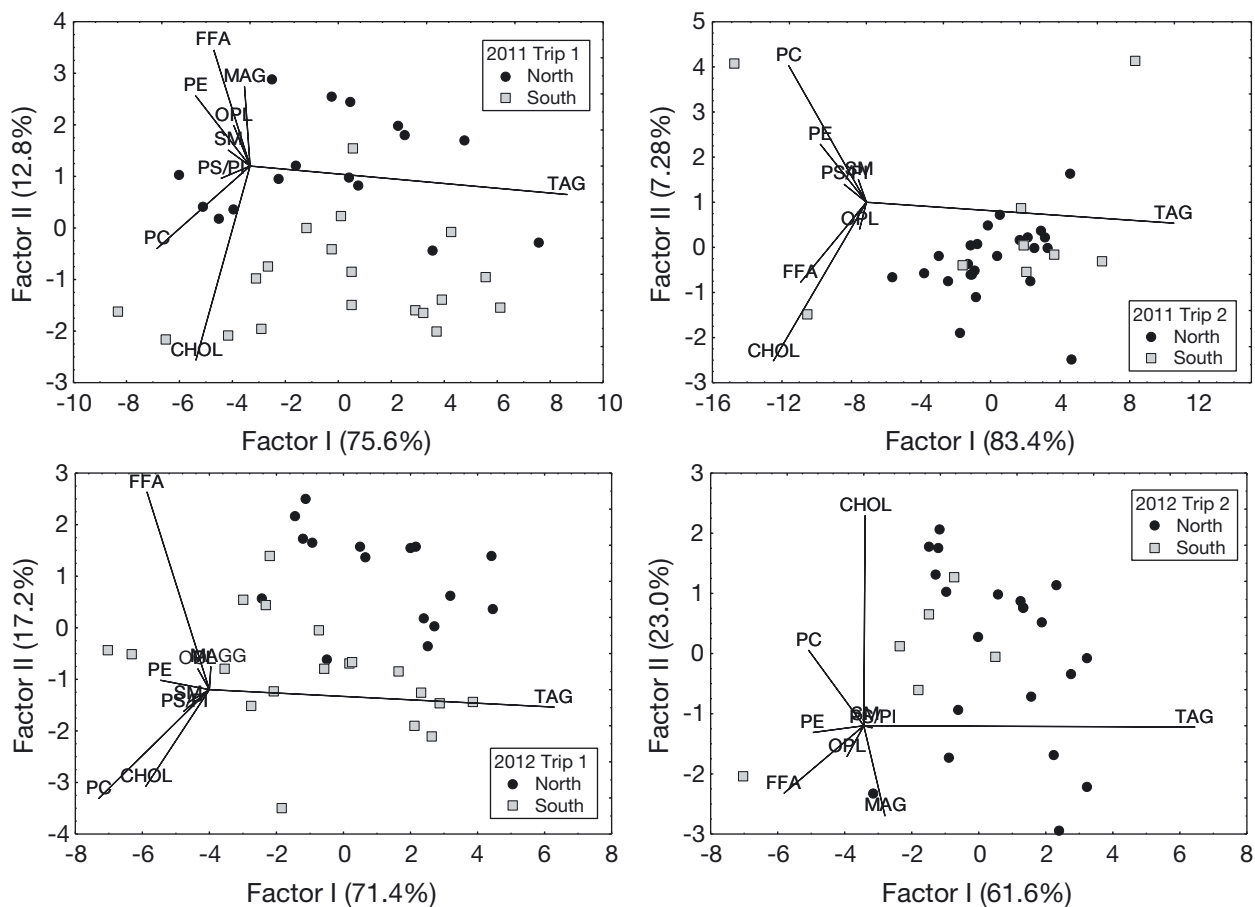 4
3
2
1
0
-1
-2
-3
-10 -8 -6 -4 -2 0 2 4 6 8 10
Factor II (12.8%)
Factor I (75.6%)
FFA
PE
MAG
OPL
SM
PS/PI
PC
CHOL
TAG
2011 Trip 1
North
South
5
4
3
2
1
0
-1
-2
-3
-16 -12 -8 -4 0 4 8 12
Factor II (7.28%)
Factor I (83.4%)
PC
PE
SM
PS/PI
OPL
FFA
CHOL
TAG
2011 Trip 2
North
South
3
2
1
0
-1
-2
-3
-4
-8 -6 -4 -2 0 2 4 6 8
Factor II (17.2%)
Factor I (71.4%)
FFA
OPL
MAGG
PE
SM
PS/PI
PC
CHOL
TAG
2012 Trip 1
North
South
3
2
1
0
-1
-2
-3
-8 -6 -4 -2 0 2 4 6 8
Factor II (23.0%)
Factor I (61.6%)
CHOL
PC
SM
PS/PI
PE
OPL
FFA
MAG
TAG
2012 Trip 2
North
South